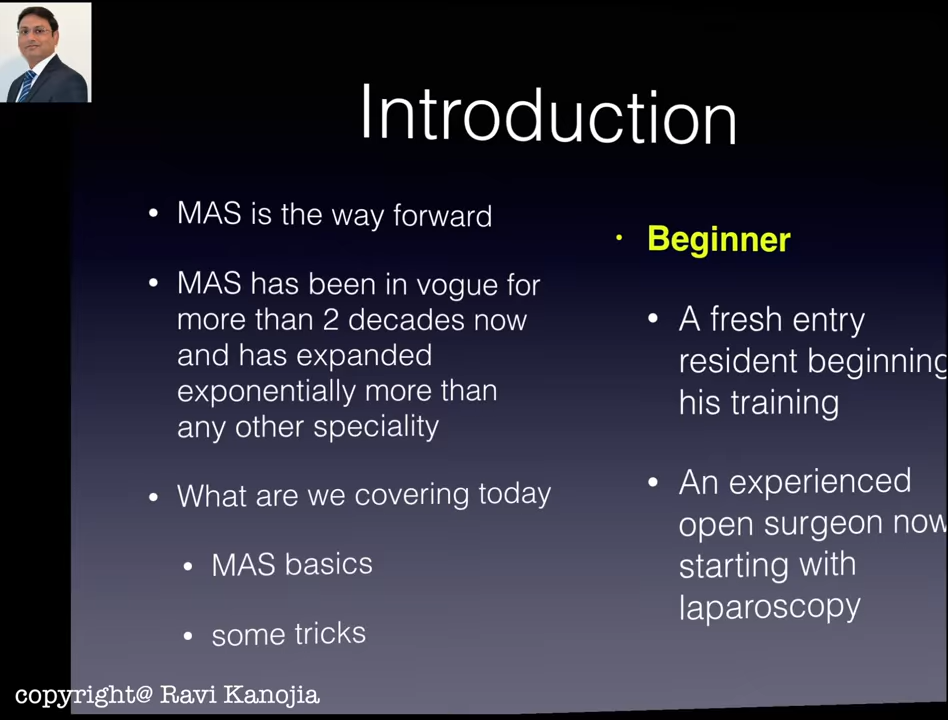 Introduction
• MAS is the way forward
• MAS has been in vogue for
more than 2 decades now
and has expanded
exponentially more than
any other speciality
• What are we covering today
• MAS basics
• some tricks
• Beginner
• A fresh entry
resident beginning
his training
• An experienced
open surgeon now
starting with
laparoscopy
copyright@ Ravi Kanojia